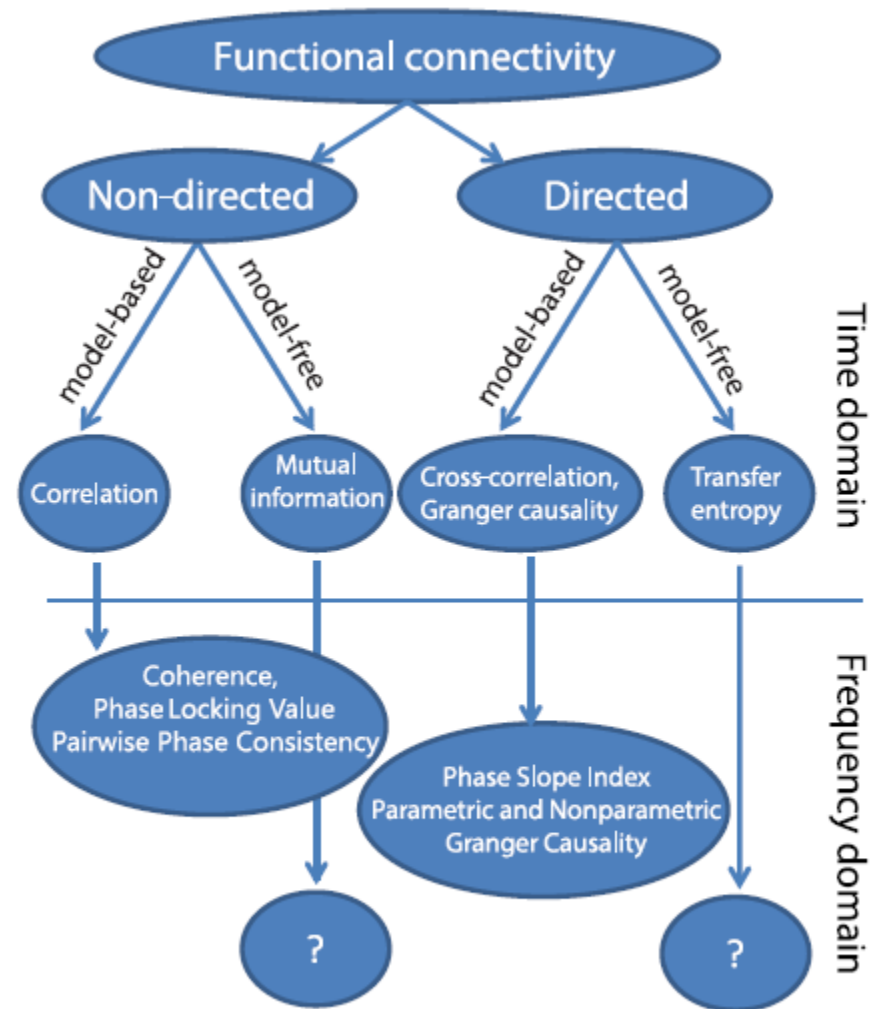 Functional connectivity
Non-directed
Directed
model-based
model-free
model-based
model-free
Time domain
Correlation
Mutual
information
Cross-correlation,
Granger causality
Transfer
entropy
Frequency domain
Coherence,
Phase Locking Value
Pairwise Phase Consistency
Phase Slope Index
Parametric and Nonparametric
Granger Causality
?
?